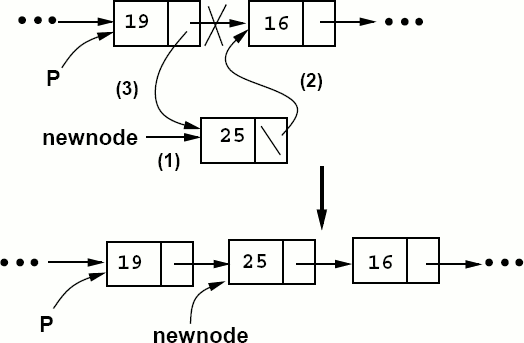 ••• 19 16 •••
P
(3) (2)
newnode 25
(1)
••• 19 25 16 •••
P
newnode